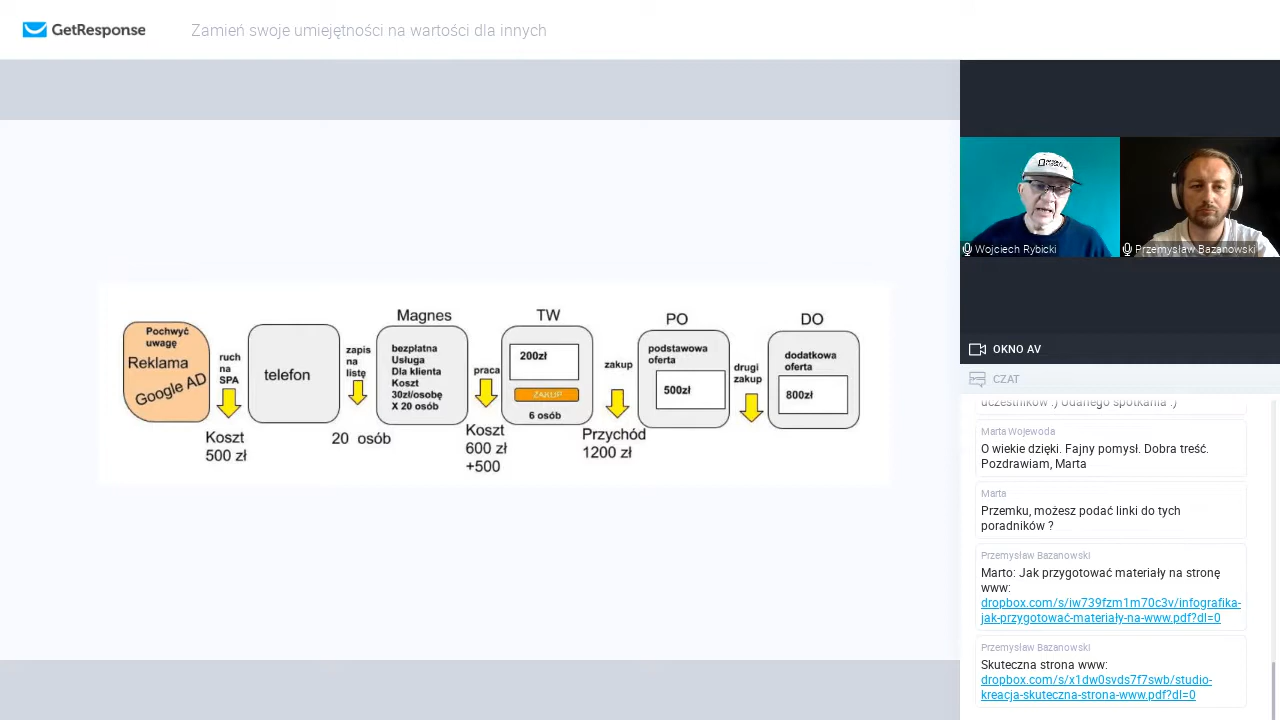 GetResponse
Zamień swoje umiejętności na wartości dla innych
Magnes
TW
PO
DO
Pochwyć
uwagę
Reklama
Google AD
ruch
na
SPA
Koszt
500 zł
telefon
zapis
na
listę
20 osób
bezpłatna
Usługa
Dla klienta
Koszt
30zł/osobę
X 20 osób
praca
Koszt
600 zł
+500
200zł
ZAKUP
6 osób
zakup
Przychód
1200 zł
podstawowa
oferta
500zł
drugi
zakup
dodatkowa
oferta
800zł
Wojciech Rybicki
Przemysław Bazanowski
OKNO AV
CZAT
uczestników :) Udanego spotkania :)
Marta Wojewoda
O wiekie dzięki. Fajny pomysł. Dobra treść.
Pozdrawiam, Marta
Marta
Przemku, możesz podać linki do tych
poradników ?
Przemysław Bazanowski
Marto: Jak przygotować materiały na stronę
www:
dropbox.com/s/iw739fzm1m70c3v/infografika-
jak-przygotować-materiały-na-www.pdf?dl=0
Przemysław Bazanowski
Skuteczna strona www:
dropbox.com/s/x1dw0svds7f7swb/studio-
kreacja-skuteczna-strona-www.pdf?dl=0